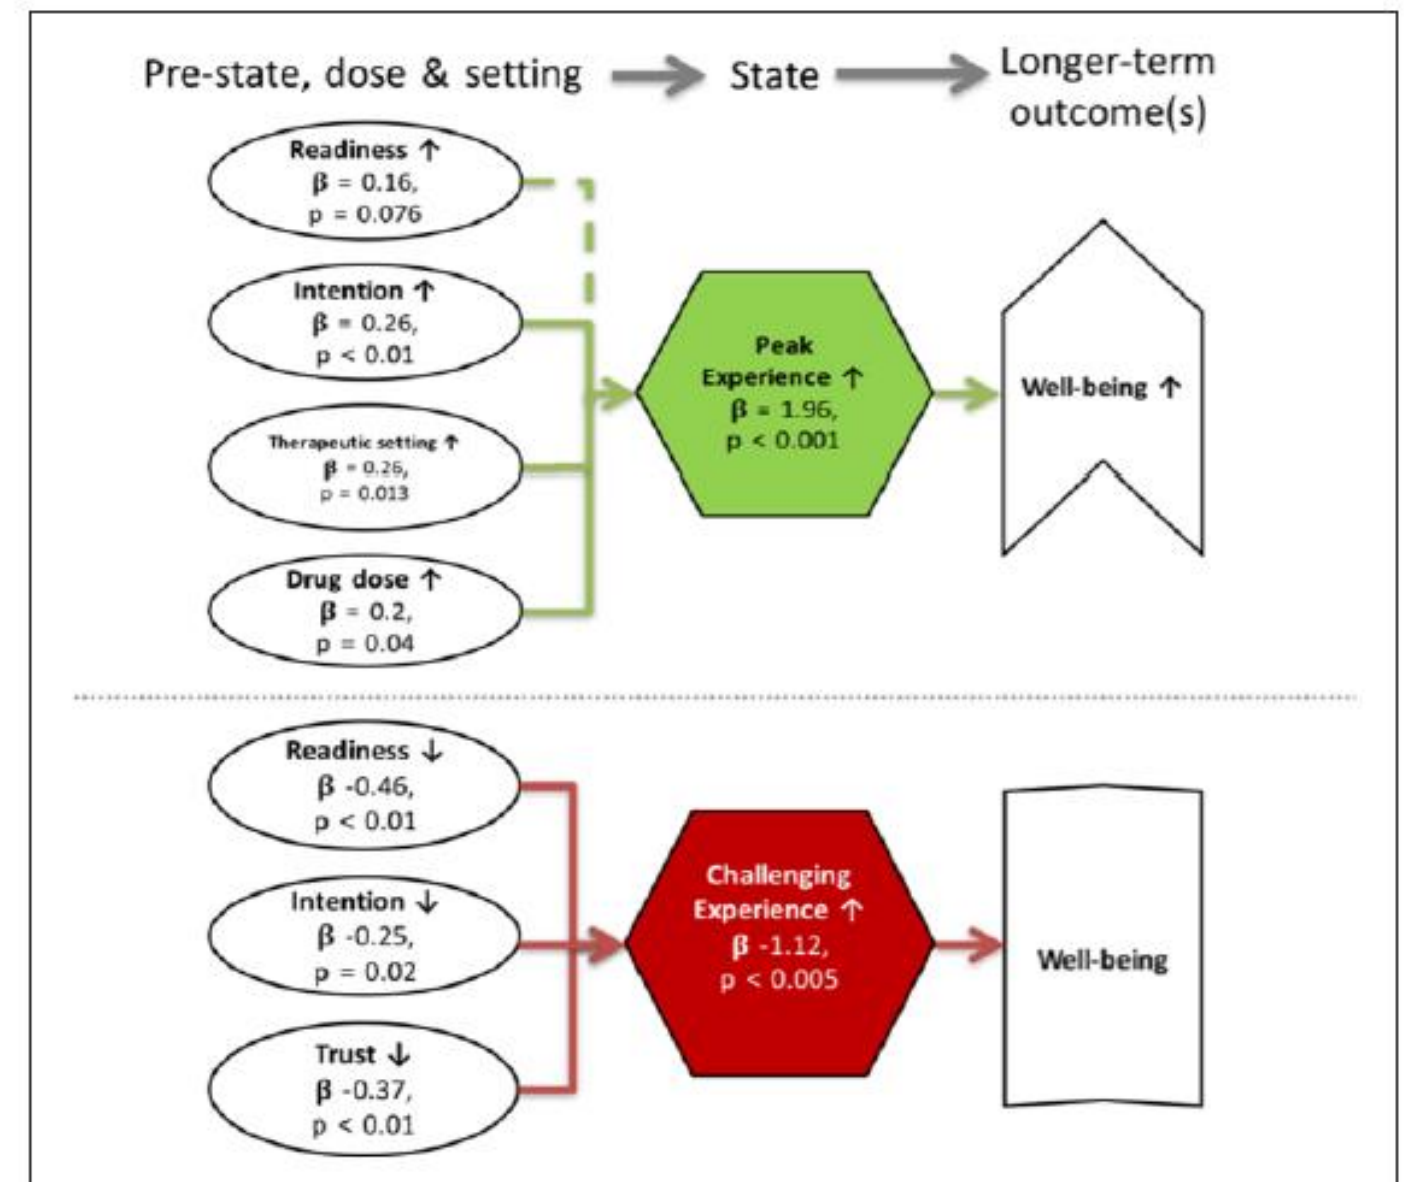 Pre-state, dose & setting
State
Longer-term
outcome(s)
Readiness ↑
β = 0.16,
p = 0.076
Intention ↑
β = 0.26,
p < 0.01
Therapeutic setting ↑
β = 0.26,
p = 0.013
Drug dose ↑
β = 0.2,
p = 0.04
Peak
Experience ↑
β = 1.96,
p < 0.001
Well-being ↑
Readiness ↓
β -0.46,
p < 0.01
Intention ↓
β -0.25,
p = 0.02
Trust ↓
β -0.37,
p < 0.01
Challenging
Experience ↑
β -1.12,
p < 0.005
Well-being